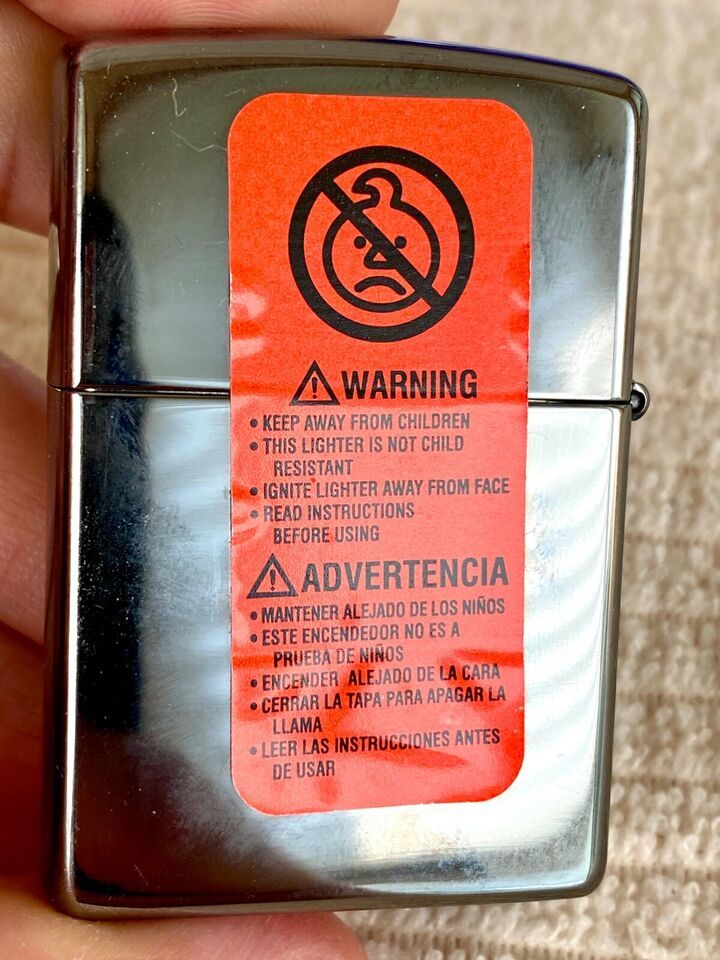 WARNING
• KEEP AWAY FROM CHILDREN
• THIS LIGHTER IS NOT CHILD
RESISTANT
• IGNITE LIGHTER AWAY FROM FACE
• READ INSTRUCTIONS
BEFORE USING
ADVERTENCIA
• MANTENER ALEJADO DE LOS NIÑOS
• ESTE ENCENDEDOR NO ES A
PRUEBA DE NIÑOS
• ENCENDER ALEJADO DE LA CARA
• CERRAR LA TAPA PARA APAGAR LA
LLAMA
• LEER LAS INSTRUCCIONES ANTES
DE USAR